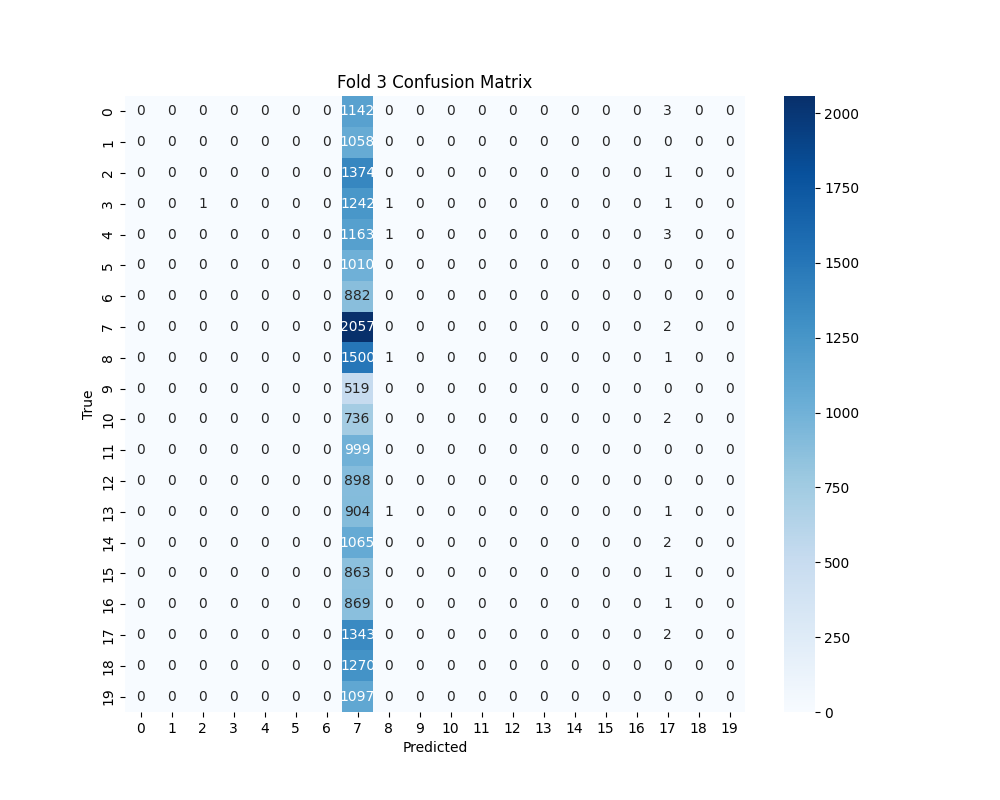 Fold 3 Confusion Matrix
0 0 0 0 0 0 0 0 1142 0 0 0 0 0 0 0 0 0 3 0 0
1 0 0 0 0 0 0 0 1058 0 0 0 0 0 0 0 0 0 0 0 0
2 0 0 0 0 0 0 0 1374 0 0 0 0 0 0 0 0 0 1 0 0
3 0 0 1 0 0 0 0 1242 1 0 0 0 0 0 0 0 0 1 0 0
4 0 0 0 0 0 0 0 1163 1 0 0 0 0 0 0 0 0 3 0 0
5 0 0 0 0 0 0 0 1010 0 0 0 0 0 0 0 0 0 0 0 0
6 0 0 0 0 0 0 0 882 0 0 0 0 0 0 0 0 0 0 0 0
7 0 0 0 0 0 0 0 2057 0 0 0 0 0 0 0 0 0 2 0 0
8 0 0 0 0 0 0 0 1500 1 0 0 0 0 0 0 0 0 1 0 0
9 0 0 0 0 0 0 0 519 0 0 0 0 0 0 0 0 0 0 0 0
10 0 0 0 0 0 0 0 736 0 0 0 0 0 0 0 0 0 2 0 0
11 0 0 0 0 0 0 0 999 0 0 0 0 0 0 0 0 0 0 0 0
12 0 0 0 0 0 0 0 898 0 0 0 0 0 0 0 0 0 0 0 0
13 0 0 0 0 0 0 0 904 1 0 0 0 0 0 0 0 0 1 0 0
14 0 0 0 0 0 0 0 1065 0 0 0 0 0 0 0 0 0 2 0 0
15 0 0 0 0 0 0 0 863 0 0 0 0 0 0 0 0 0 1 0 0
16 0 0 0 0 0 0 0 869 0 0 0 0 0 0 0 0 0 1 0 0
17 0 0 0 0 0 0 0 1343 0 0 0 0 0 0 0 0 0 2 0 0
18 0 0 0 0 0 0 0 1270 0 0 0 0 0 0 0 0 0 0 0 0
19 0 0 0 0 0 0 0 1097 0 0 0 0 0 0 0 0 0 0 0 0
0 1 2 3 4 5 6 7 8 9 10 11 12 13 14 15 16 17 18 19
Predicted
True
2000
1750
1500
1250
1000
750
500
250
0